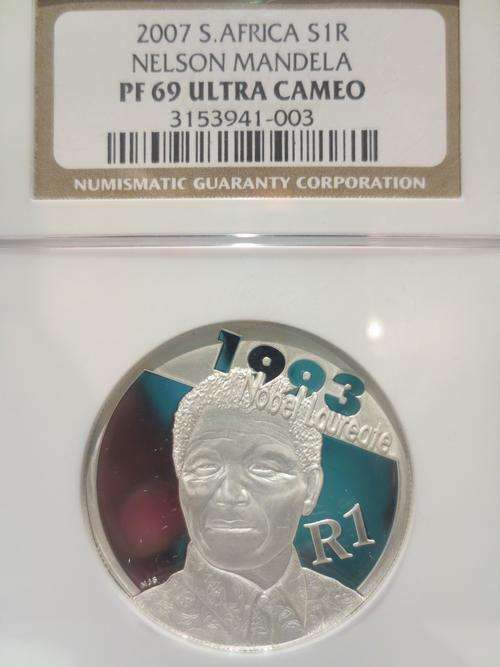 2007 S.AFRICA S1R
NELSON MANDELA
PF 69 ULTRA CAMEO
3153941-003
NUMISMATIC GUARANTY CORPORATION
1993
Nobel Laureate
R1